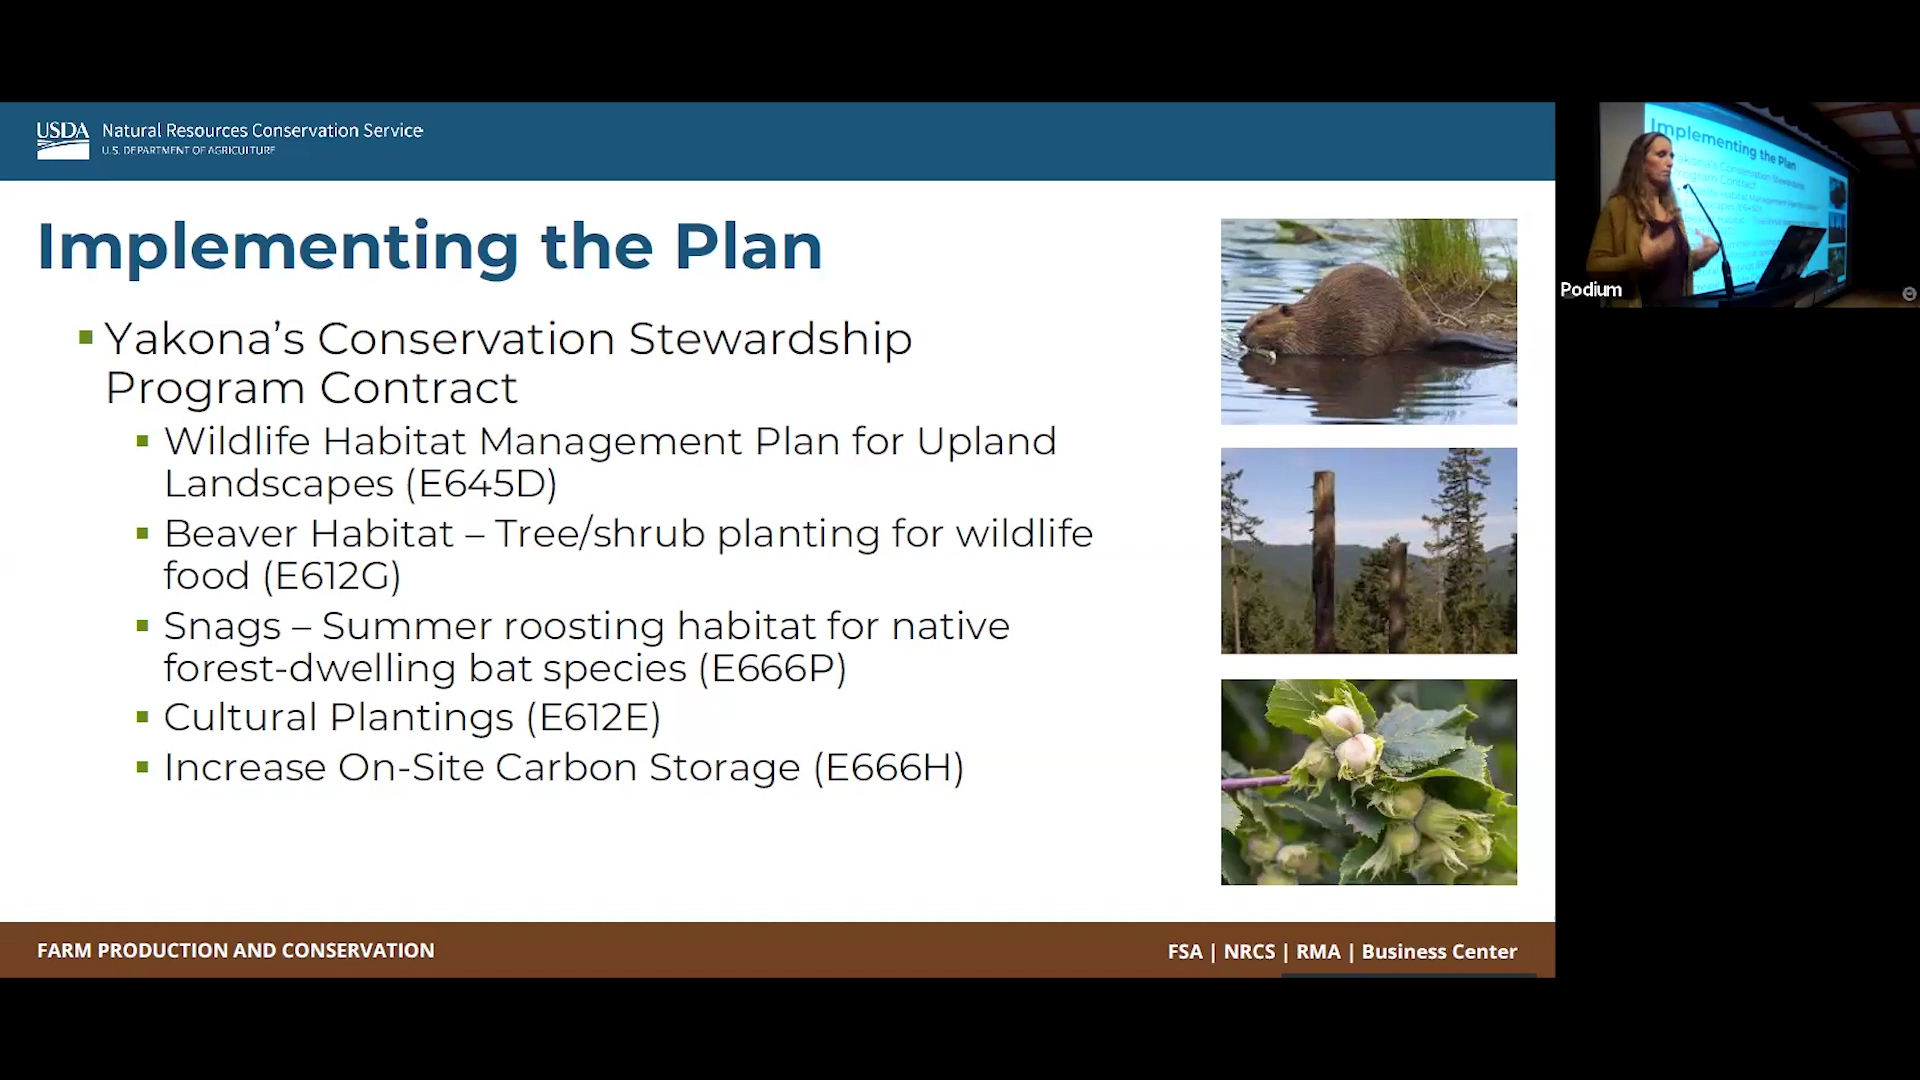 USDA
Natural Resources Conservation Service
U.S. DEPARTMENT OF AGRICULTURE
Implementing the Plan
Yakona’s Conservation Stewardship
Program Contract
Wildlife Habitat Management Plan for Upland
Landscapes (E645D)
Beaver Habitat – Tree/shrub planting for wildlife
food (E612G)
Snags – Summer roosting habitat for native
forest-dwelling bat species (E666P)
Cultural Plantings (E612E)
Increase On-Site Carbon Storage (E666H)
FARM PRODUCTION AND CONSERVATION
FSA | NRCS | RMA | Business Center
Implementing the Plan
Podium